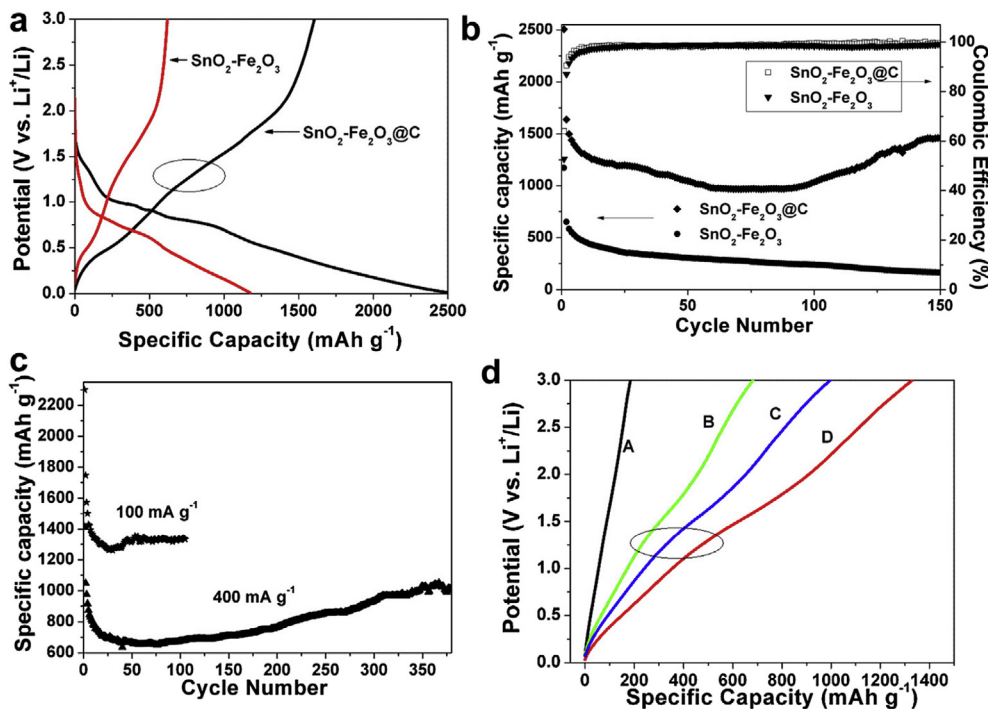 a
3.0
2.5
2.0
1.5
1.0
0.5
0.0
Potential (V vs. Li⁺/Li)
SnO₂-Fe₂O₃
SnO₂-Fe₂O₃@C
0 500 1000 1500 2000 2500
Specific Capacity (mAh g⁻¹)
b
2500
2000
1500
1000
500
0
Specific capacity (mAh g⁻¹)
SnO₂-Fe₂O₃@C
SnO₂-Fe₂O₃
SnO₂-Fe₂O₃@C
SnO₂-Fe₂O₃
100
80
60
40
20
0
Coulombic Efficiency (%)
0 50 100 150
Cycle Number
c
2200
2000
1800
1600
1400
1200
1000
800
600
Specific capacity (mAh g⁻¹)
100 mA g⁻¹
400 mA g⁻¹
0 50 100 150 200 250 300 350
Cycle Number
d
3.0
2.5
2.0
1.5
1.0
0.5
0.0
Potential (V vs. Li⁺/Li)
A
B
C
D
0 200 400 600 800 1000 1200 1400
Specific Capacity (mAh g⁻¹)